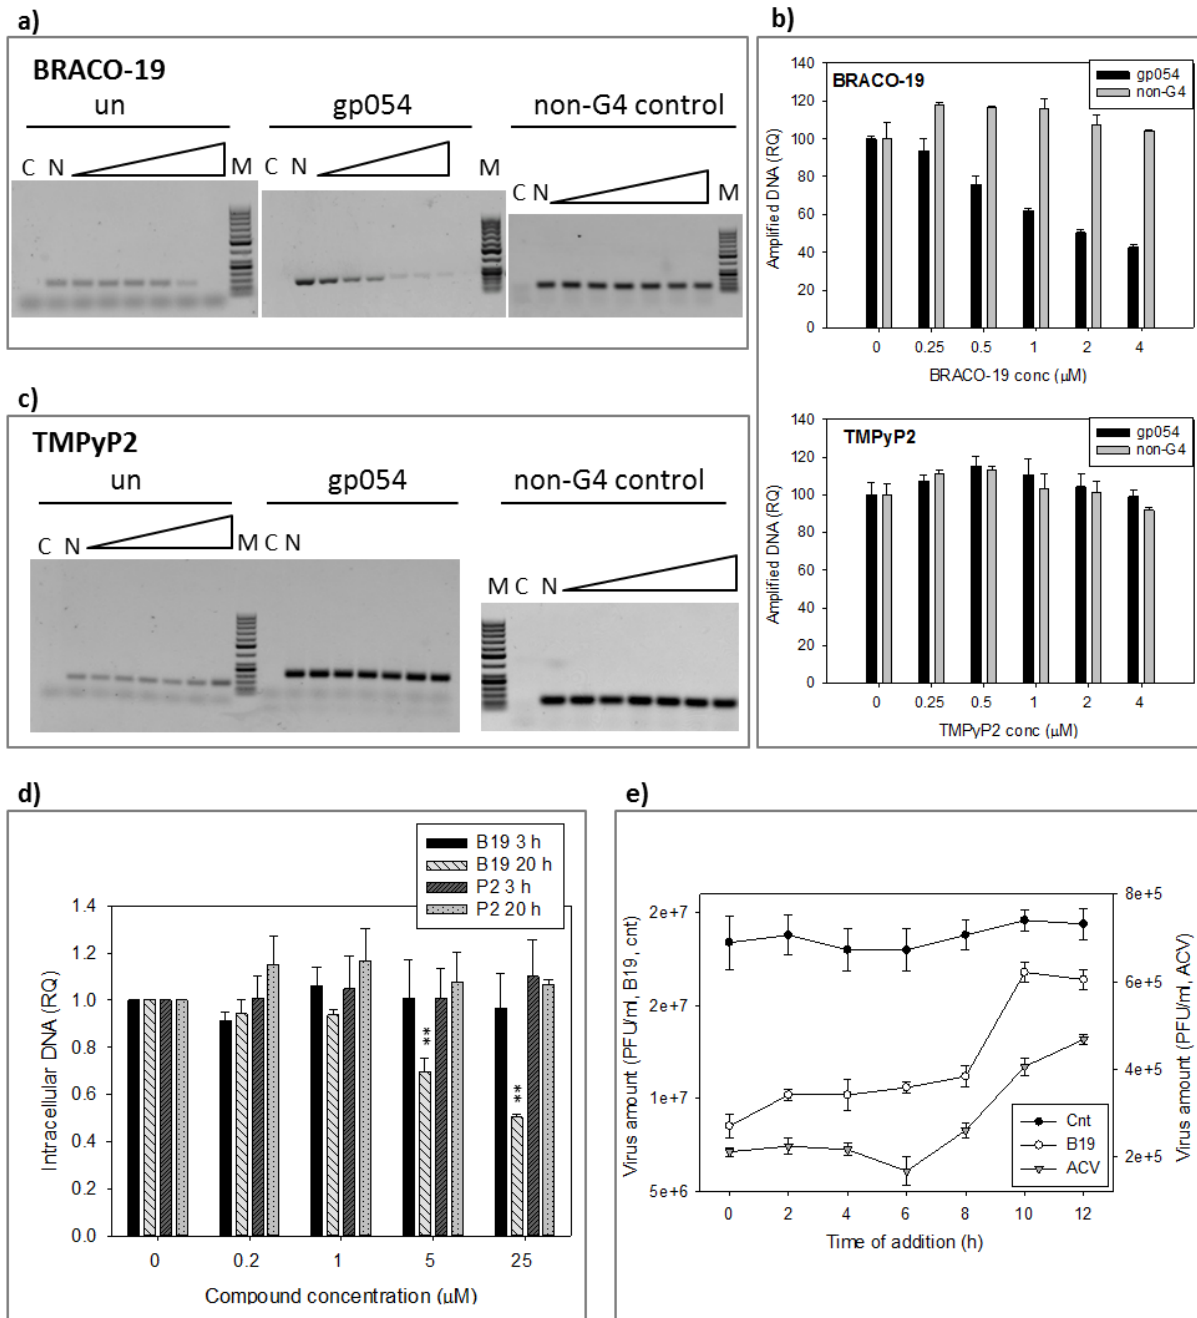 a)
BRACO-19
un gp054 non-G4 control
C N M C N M C N M
b)
BRACO-19
gp054
non-G4
140
120
100
80
60
40
20
0
Amplified DNA (RQ)
0 0.25 0.5 1 2 4
BRACO-19 conc (μM)
TMPyP2
gp054
non-G4
140
120
100
80
60
40
20
0
Amplified DNA (RQ)
0 0.25 0.5 1 2 4
TMPyP2 conc (μM)
c)
TMPyP2
un gp054 non-G4 control
C N M C N M C N
d)
B19 3 h
B19 20 h
P2 3 h
P2 20 h
1.4
1.2
1.0
0.8
0.6
0.4
0.2
0.0
Intracellular DNA (RQ)
**
**
0 0.2 1 5 25
Compound concentration (μM)
e)
2e+7
2e+7
1e+7
5e+6
Virus amount (PFU/ml, B19, cnt)
8e+5
6e+5
4e+5
2e+5
Virus amount (PFU/ml, ACV)
Cnt
B19
ACV
0 2 4 6 8 10 12
Time of addition (h)